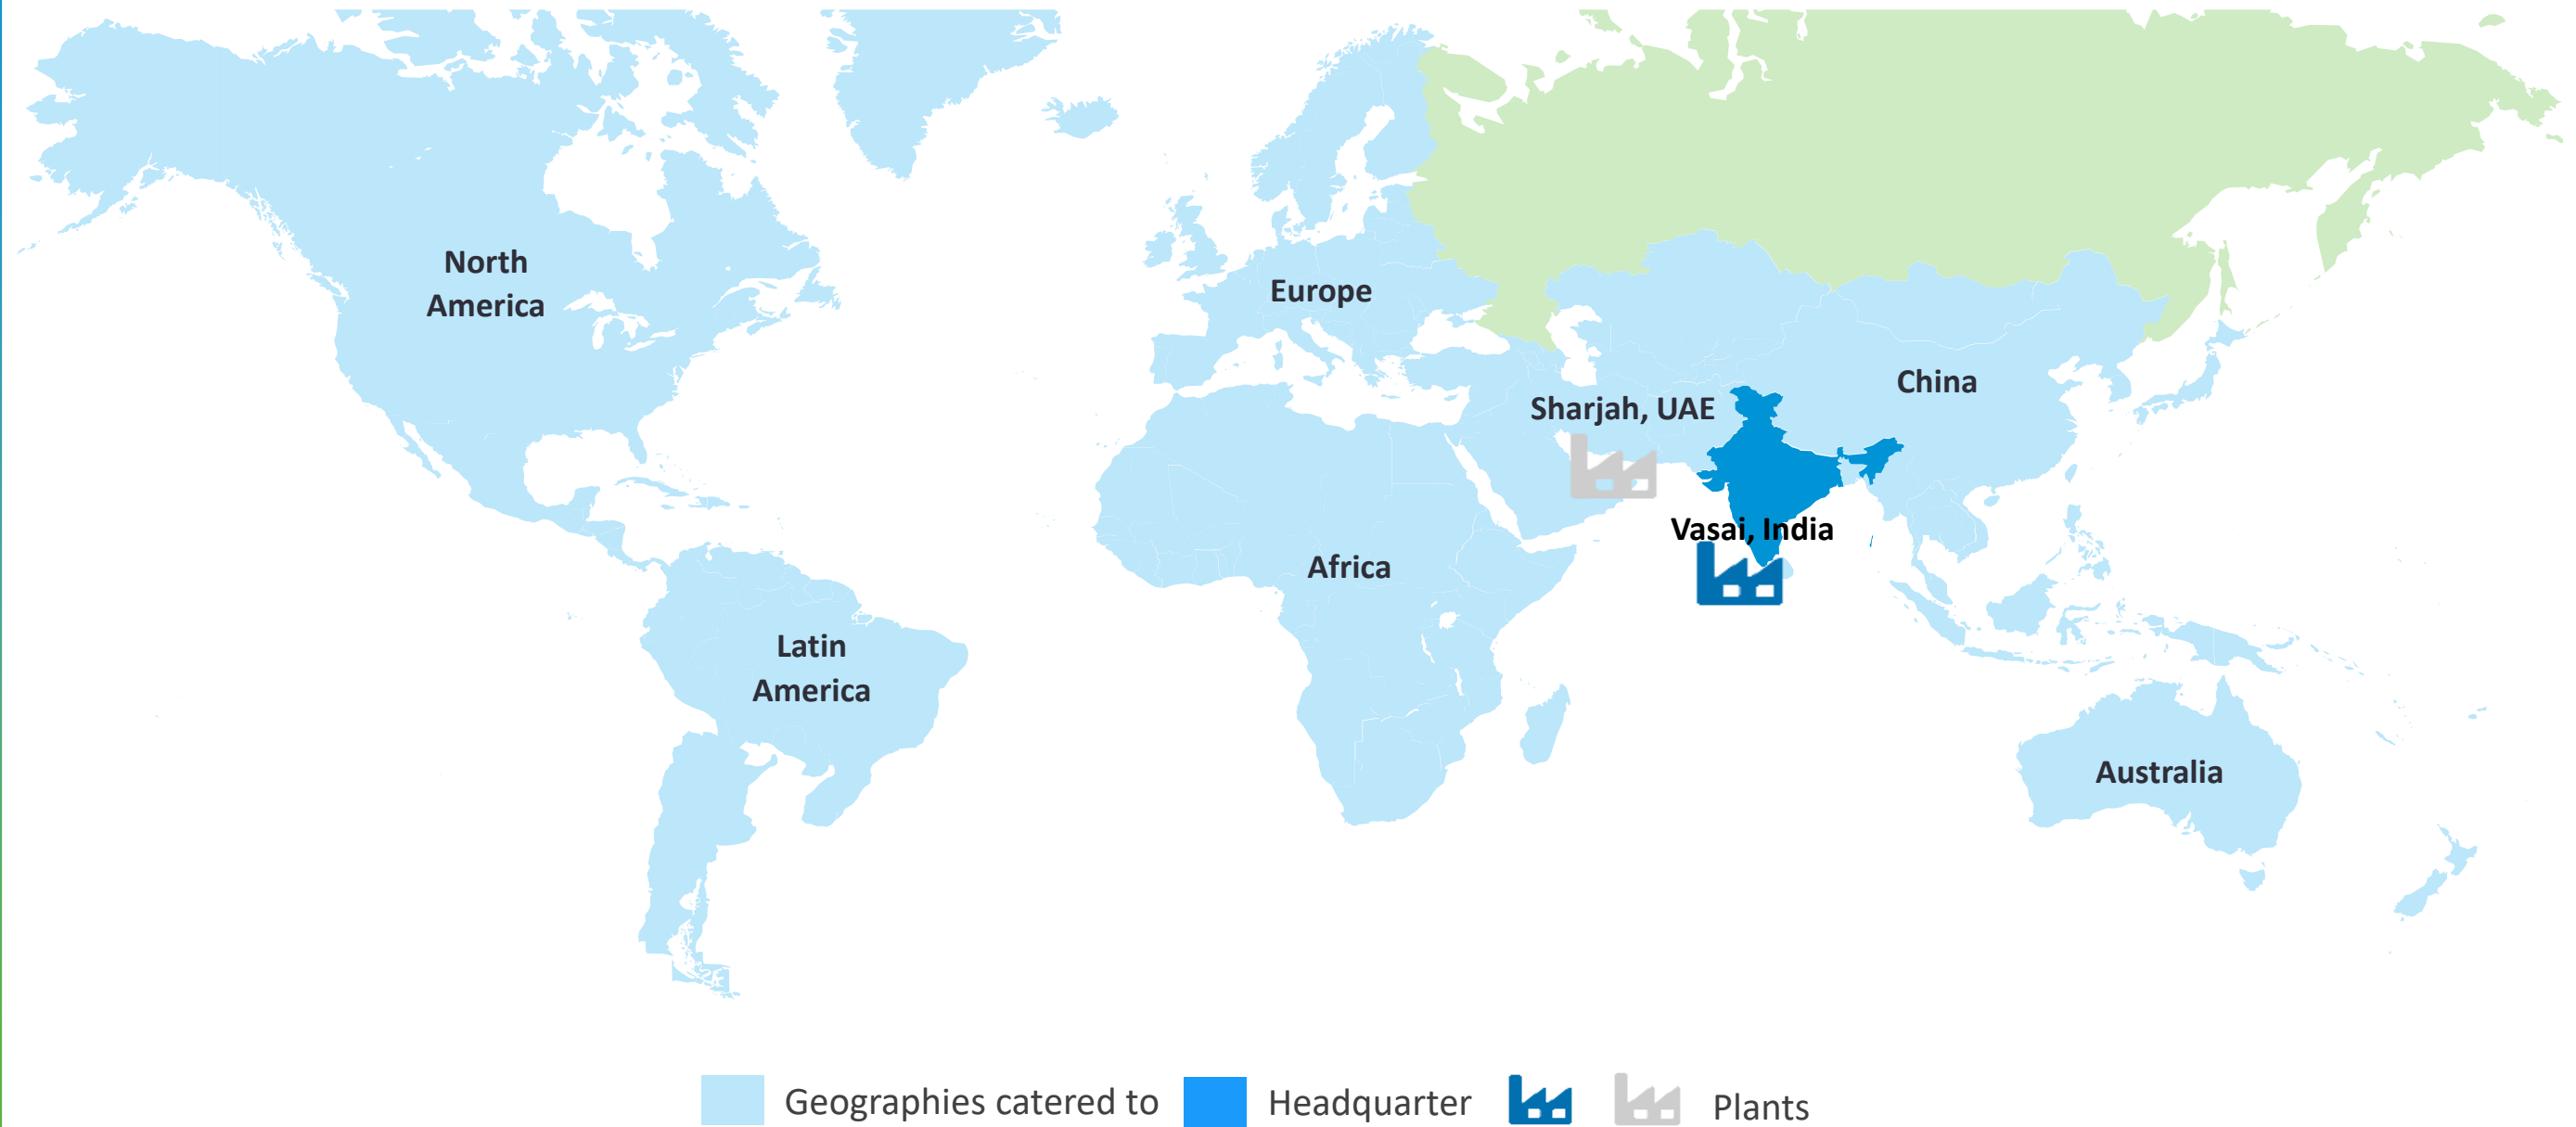 North
America
Europe
China
Sharjah, UAE
Vasai, India
Africa
Latin
America
Australia
Geographies catered to
Headquarter
Plants